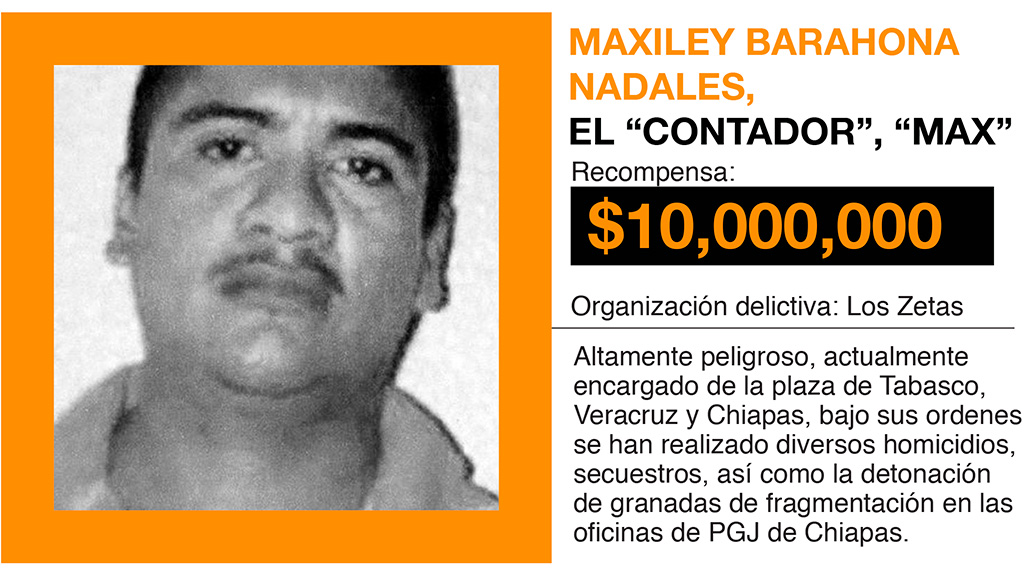 MAXILEY BARAHONA
NADALES,
EL “CONTADOR”, “MAX”
Recompensa:
$10,000,000
Organización delictiva: Los Zetas
Altamente peligroso, actualmente
encargado de la plaza de Tabasco,
Veracruz y Chiapas, bajo sus ordenes
se han realizado diversos homicidios,
secuestros, así como la detonación
de granadas de fragmentación en las
oficinas de PGJ de Chiapas.